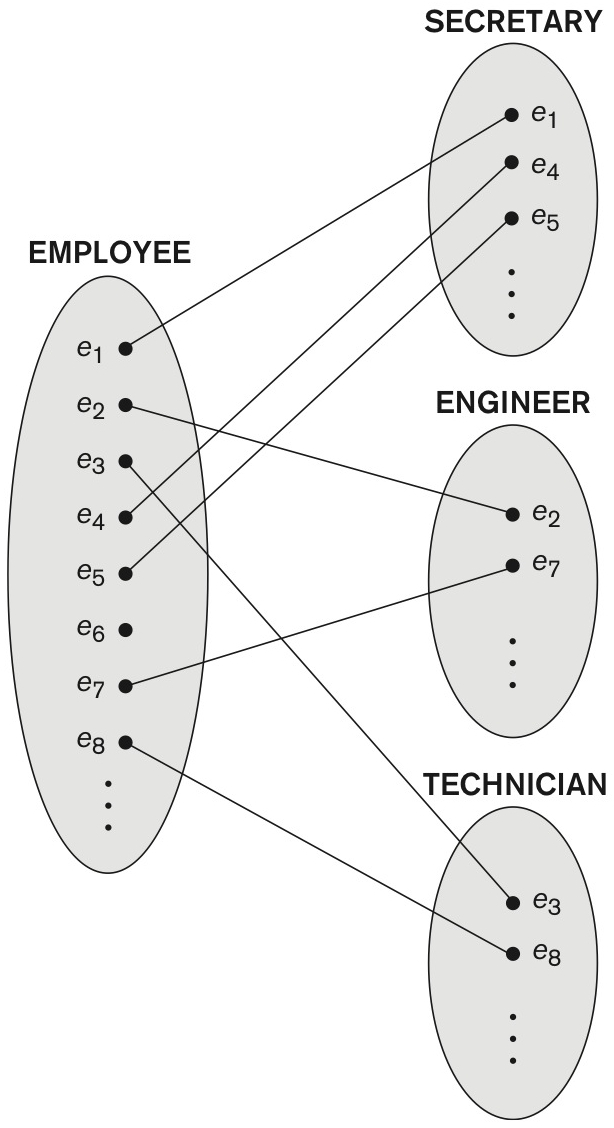 SECRETARY
e1
e4
e5
EMPLOYEE
e1
e2
e3
e4
e5
e6
e7
e8
ENGINEER
e2
e7
TECHNICIAN
e3
e8